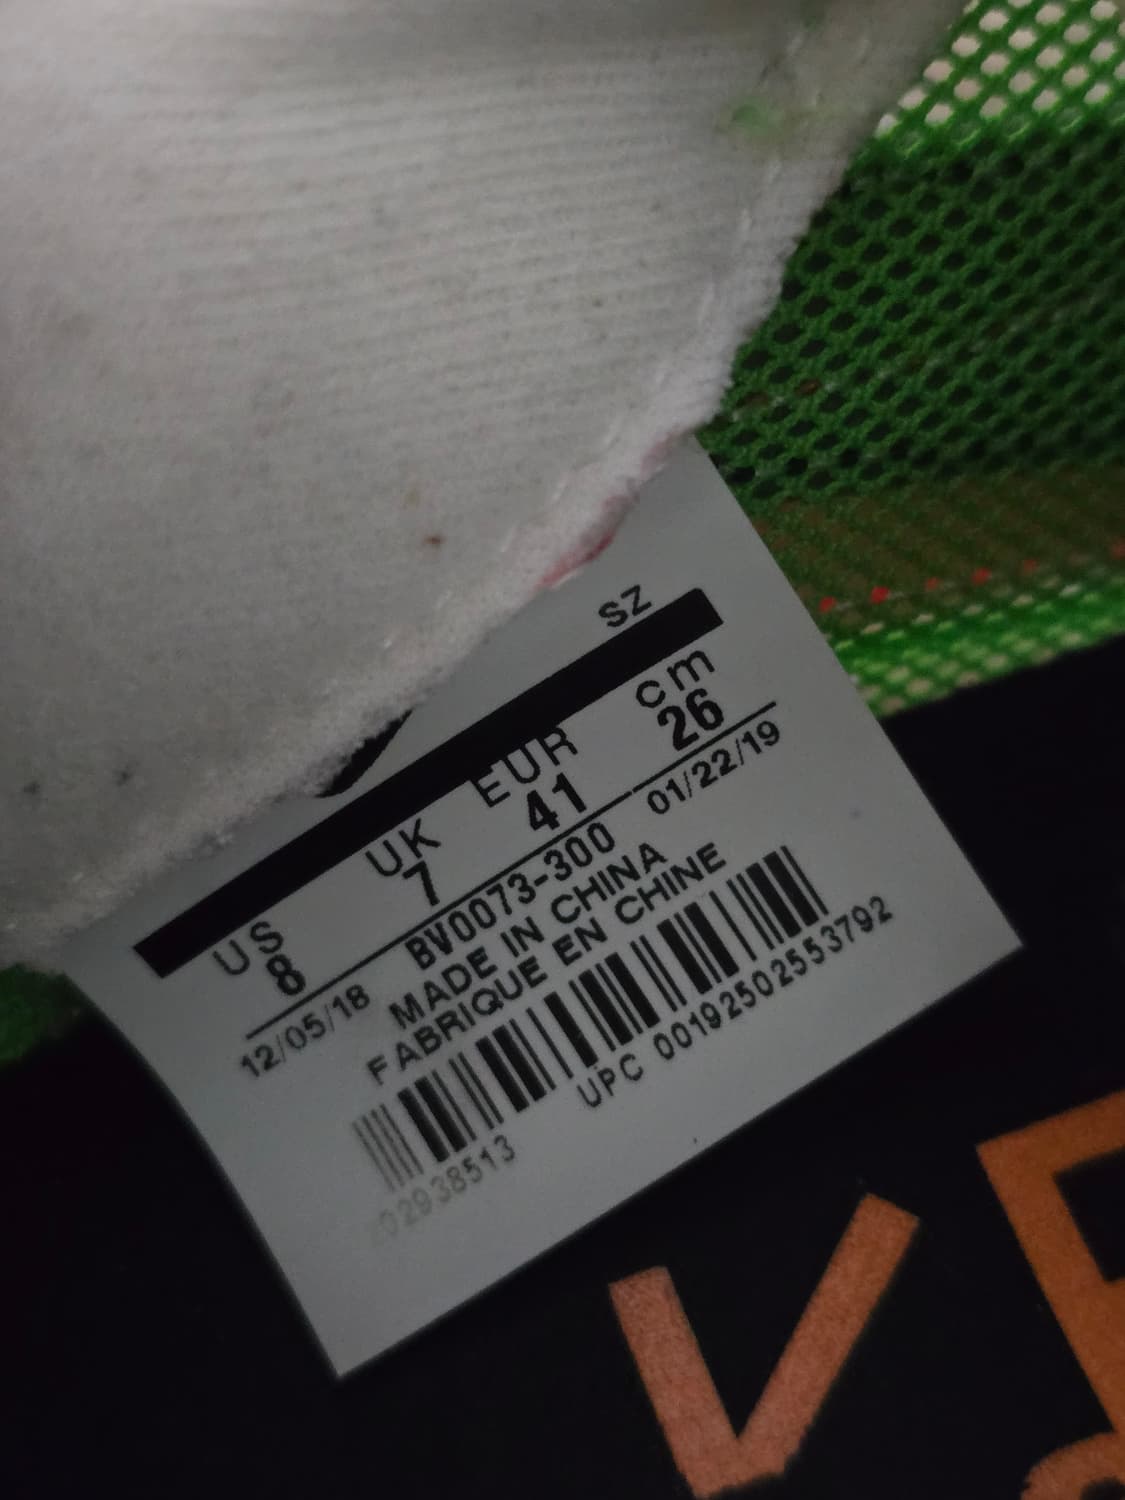 SZ
US UK EUR cm
8 7 41 26
12/05/18 BV0073-300 01/22/19
MADE IN CHINA
FABRIQUE EN CHINE
UPC 00192502553792
02938513
V